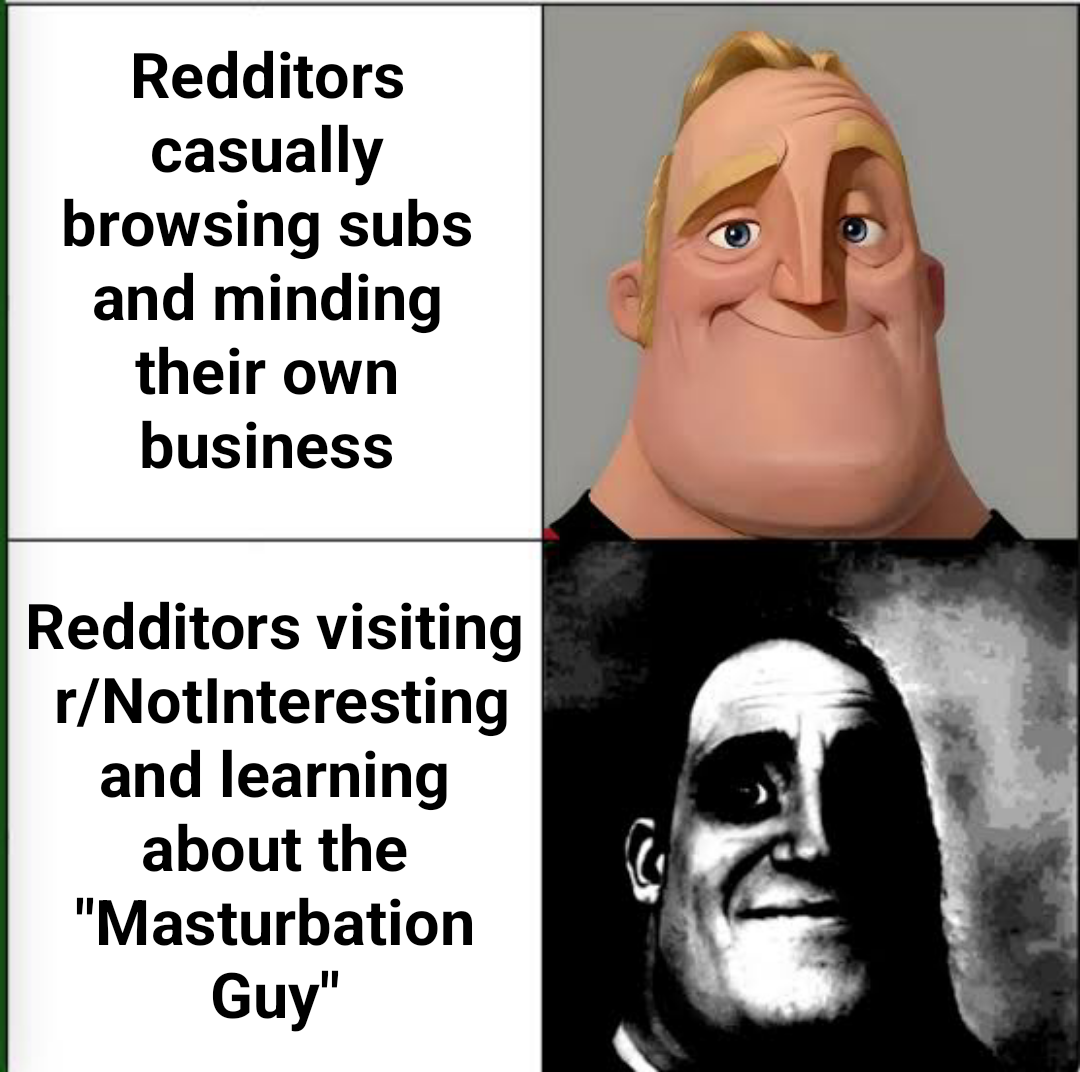 Redditors
casually
browsing subs
and minding
their own
business
Redditors visiting
r/NotInteresting
and learning
about the
"Masturbation
Guy"